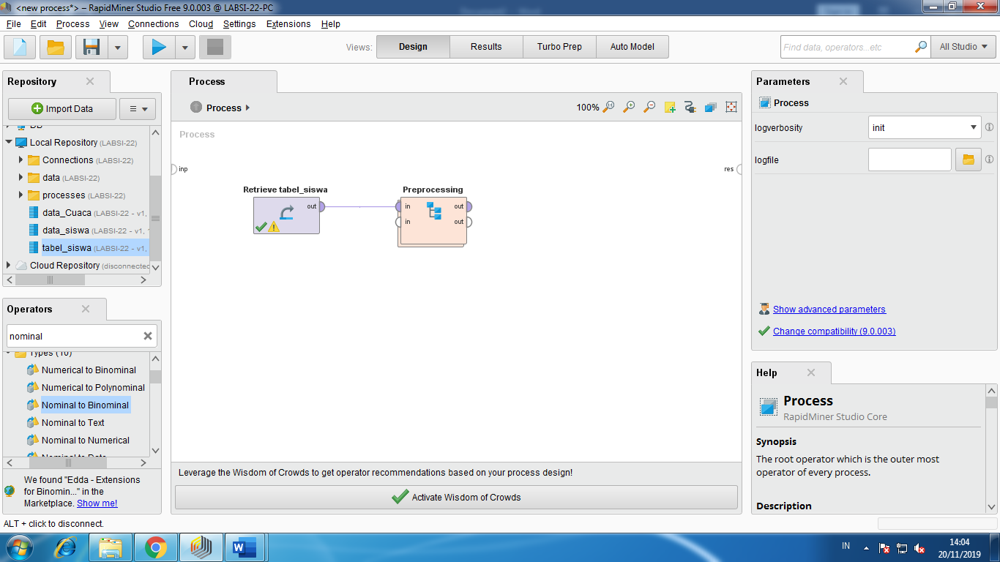 <new process*> – RapidMiner Studio Free 9.0.003 @ LABSI-22-PC
File Edit Process View Connections Cloud Settings Extensions Help
Views: Design Results Turbo Prep Auto Model
Find data, operators...etc
All Studio
Repository
Import Data
DB
Local Repository (LABSI-22)
Connections (LABSI-22)
data (LABSI-22)
processes (LABSI-22)
data_Cuaca (LABSI-22 - v1,
data_siswa (LABSI-22 - v1,
tabel_siswa (LABSI-22 - v1,
Cloud Repository (disconnected
Operators
nominal
Types (10)
Numerical to Binominal
Numerical to Polynominal
Nominal to Binominal
Nominal to Text
Nominal to Numerical
Nominal to Date
We found "Edda - Extensions
for Binomin..." in the
Marketplace. Show me!
ALT + click to disconnect.
Process
Process
100%
Process
inp
res
Retrieve tabel_siswa
out
Preprocessing
in out
in out
Leverage the Wisdom of Crowds to get operator recommendations based on your process design!
Activate Wisdom of Crowds
Parameters
Process
logverbosity init
logfile
Show advanced parameters
Change compatibility (9.0.003)
Help
Process
RapidMiner Studio Core
Synopsis
The root operator which is the outer most
operator of every process.
Description
IN
14:04
20/11/2019